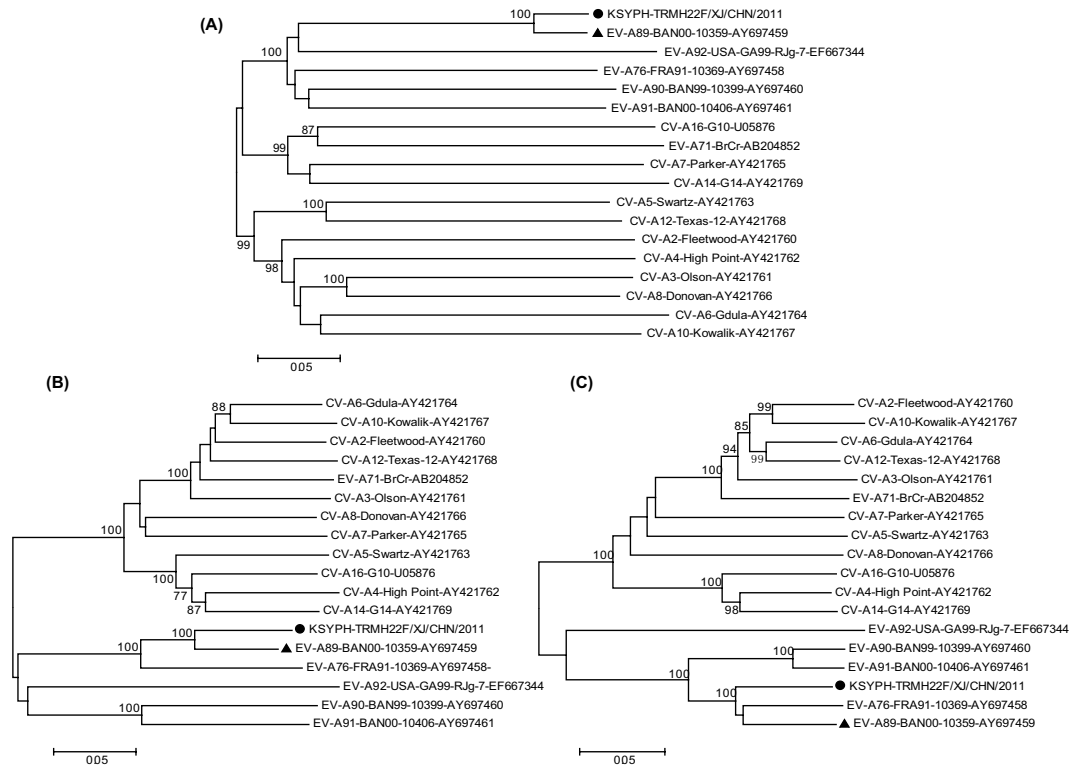 (A)
100
KSYPH-TRMH22F/XJ/CHN/2011
EV-A89-BAN00-10359-AY697459
EV-A92-USA-GA99-RJg-7-EF667344
100
EV-A76-FRA91-10369-AY697458
EV-A90-BAN99-10399-AY697460
EV-A91-BAN00-10406-AY697461
CV-A16-G10-U05876
87
EV-A71-BrCr-AB204852
99
CV-A7-Parker-AY421765
CV-A14-G14-AY421769
CV-A5-Swartz-AY421763
100
CV-A12-Texas-12-AY421768
99
CV-A2-Fleetwood-AY421760
98
CV-A4-High Point-AY421762
CV-A3-Olson-AY421761
100
CV-A8-Donovan-AY421766
CV-A6-Gdula-AY421764
CV-A10-Kowalik-AY421767
005
(B)
CV-A6-Gdula-AY421764
88
CV-A10-Kowalik-AY421767
CV-A2-Fleetwood-AY421760
CV-A12-Texas-12-AY421768
100
EV-A71-BrCr-AB204852
CV-A3-Olson-AY421761
CV-A8-Donovan-AY421766
100
CV-A7-Parker-AY421765
CV-A5-Swartz-AY421763
100
CV-A16-G10-U05876
77
CV-A4-High Point-AY421762
87
CV-A14-G14-AY421769
KSYPH-TRMH22F/XJ/CHN/2011
100
EV-A89-BAN00-10359-AY697459
100
EV-A76-FRA91-10369-AY697458-
EV-A92-USA-GA99-RJg-7-EF667344
EV-A90-BAN99-10399-AY697460
100
EV-A91-BAN00-10406-AY697461
005
(C)
CV-A2-Fleetwood-AY421760
99
CV-A10-Kowalik-AY421767
85
CV-A6-Gdula-AY421764
94
99
CV-A12-Texas-12-AY421768
100
CV-A3-Olson-AY421761
EV-A71-BrCr-AB204852
CV-A7-Parker-AY421765
CV-A5-Swartz-AY421763
100
CV-A8-Donovan-AY421766
CV-A16-G10-U05876
100
CV-A4-High Point-AY421762
98
CV-A14-G14-AY421769
EV-A92-USA-GA99-RJg-7-EF667344
EV-A90-BAN99-10399-AY697460
100
EV-A91-BAN00-10406-AY697461
100
KSYPH-TRMH22F/XJ/CHN/2011
100
EV-A76-FRA91-10369-AY697458
EV-A89-BAN00-10359-AY697459
005